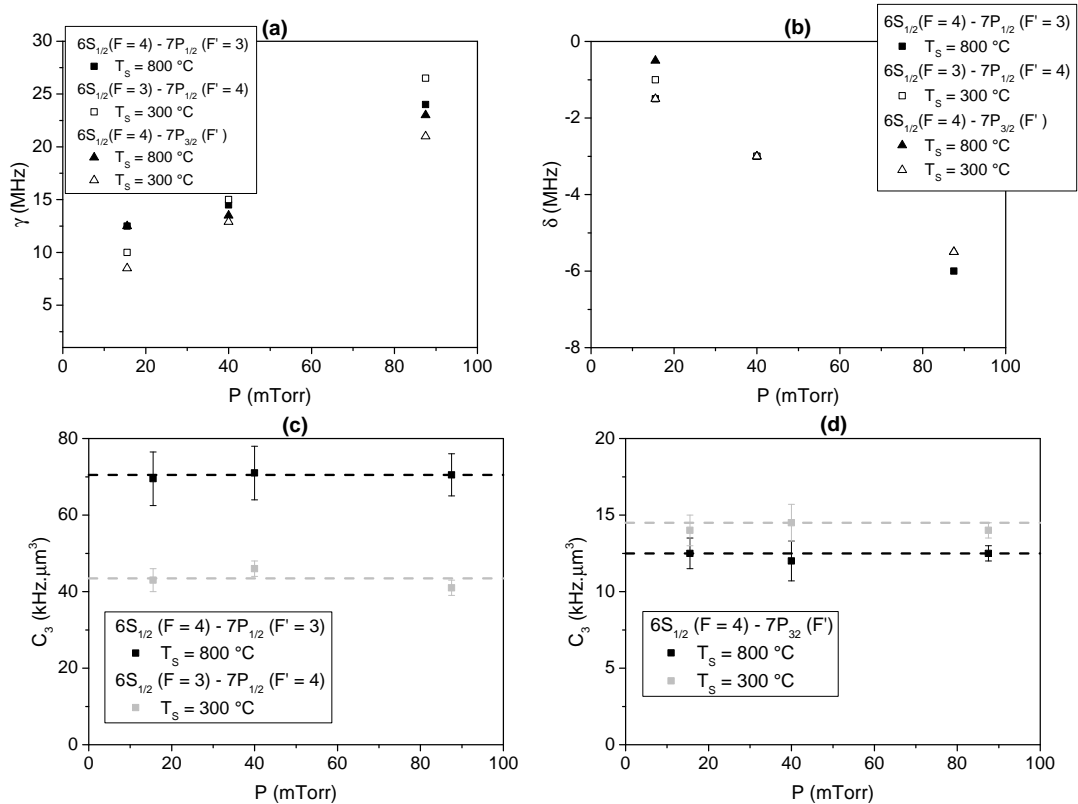 (a)
30
25
20
15
10
5
0 20 40 60 80 100
γ (MHz)
P (mTorr)
6S1/2(F = 4) - 7P1/2 (F' = 3)
TS = 800 °C
6S1/2(F = 3) - 7P1/2 (F' = 4)
TS = 300 °C
6S1/2(F = 4) - 7P3/2 (F' )
TS = 800 °C
TS = 300 °C
(b)
0
-2
-4
-6
-8
0 20 40 60 80 100
δ (MHz)
P (mTorr)
6S1/2(F = 4) - 7P1/2 (F' = 3)
TS = 800 °C
6S1/2(F = 3) - 7P1/2 (F' = 4)
TS = 300 °C
6S1/2(F = 4) - 7P3/2 (F' )
TS = 800 °C
TS = 300 °C
(c)
80
60
40
20
0
0 20 40 60 80 100
C3 (kHz.µm³)
P (mTorr)
6S1/2 (F = 4) - 7P1/2 (F' = 3)
TS = 800 °C
6S1/2 (F = 3) - 7P1/2 (F' = 4)
TS = 300 °C
(d)
20
15
10
5
0
0 20 40 60 80 100
C3 (kHz.µm³)
P (mTorr)
6S1/2 (F = 4) - 7P32 (F')
TS = 800 °C
TS = 300 °C